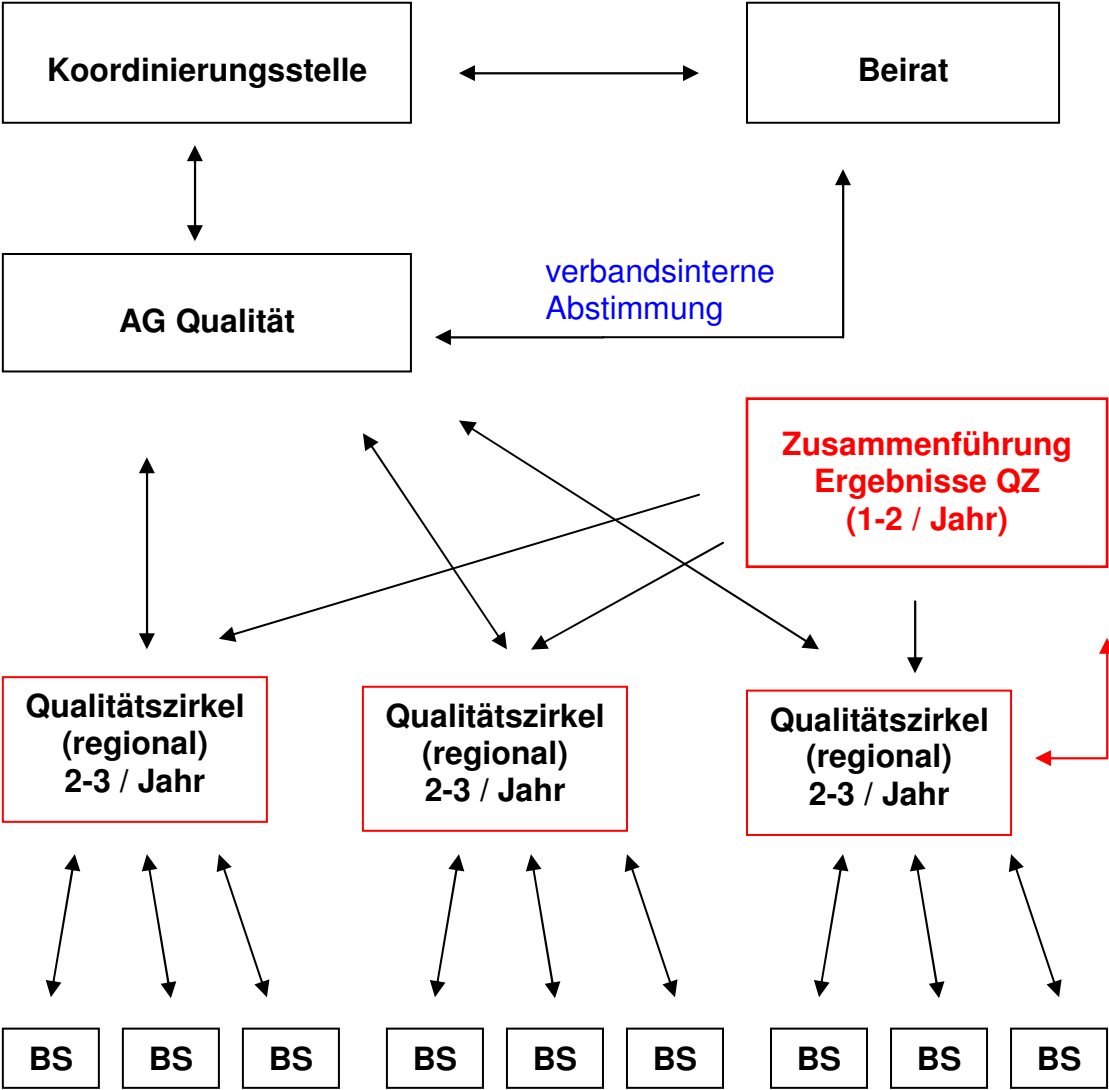 Koordinierungsstelle
Beirat
AG Qualität
verbandsinterne
Abstimmung
Zusammenführung
Ergebnisse QZ
(1-2 / Jahr)
Qualitätszirkel
(regional)
2-3 / Jahr
Qualitätszirkel
(regional)
2-3 / Jahr
Qualitätszirkel
(regional)
2-3 / Jahr
BS
BS
BS
BS
BS
BS
BS
BS
BS